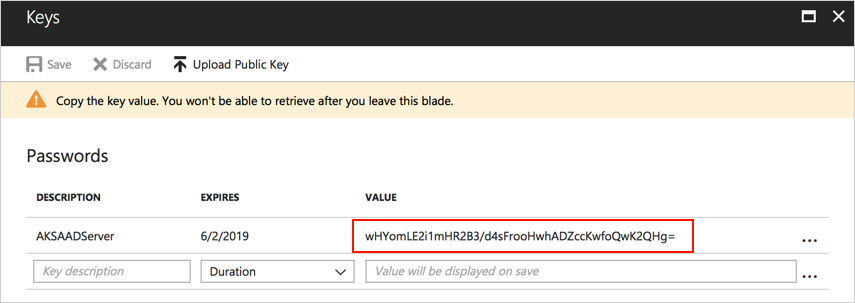 Keys
Save Discard Upload Public Key
Copy the key value. You won't be able to retrieve after you leave this blade.
Passwords
DESCRIPTION EXPIRES VALUE
AKSAADServer 6/2/2019 wHYomLE2i1mHR2B3/d4sFrooHwhADZccKwfoQwK2QHg= ...
Key description Duration Value will be displayed on save ...